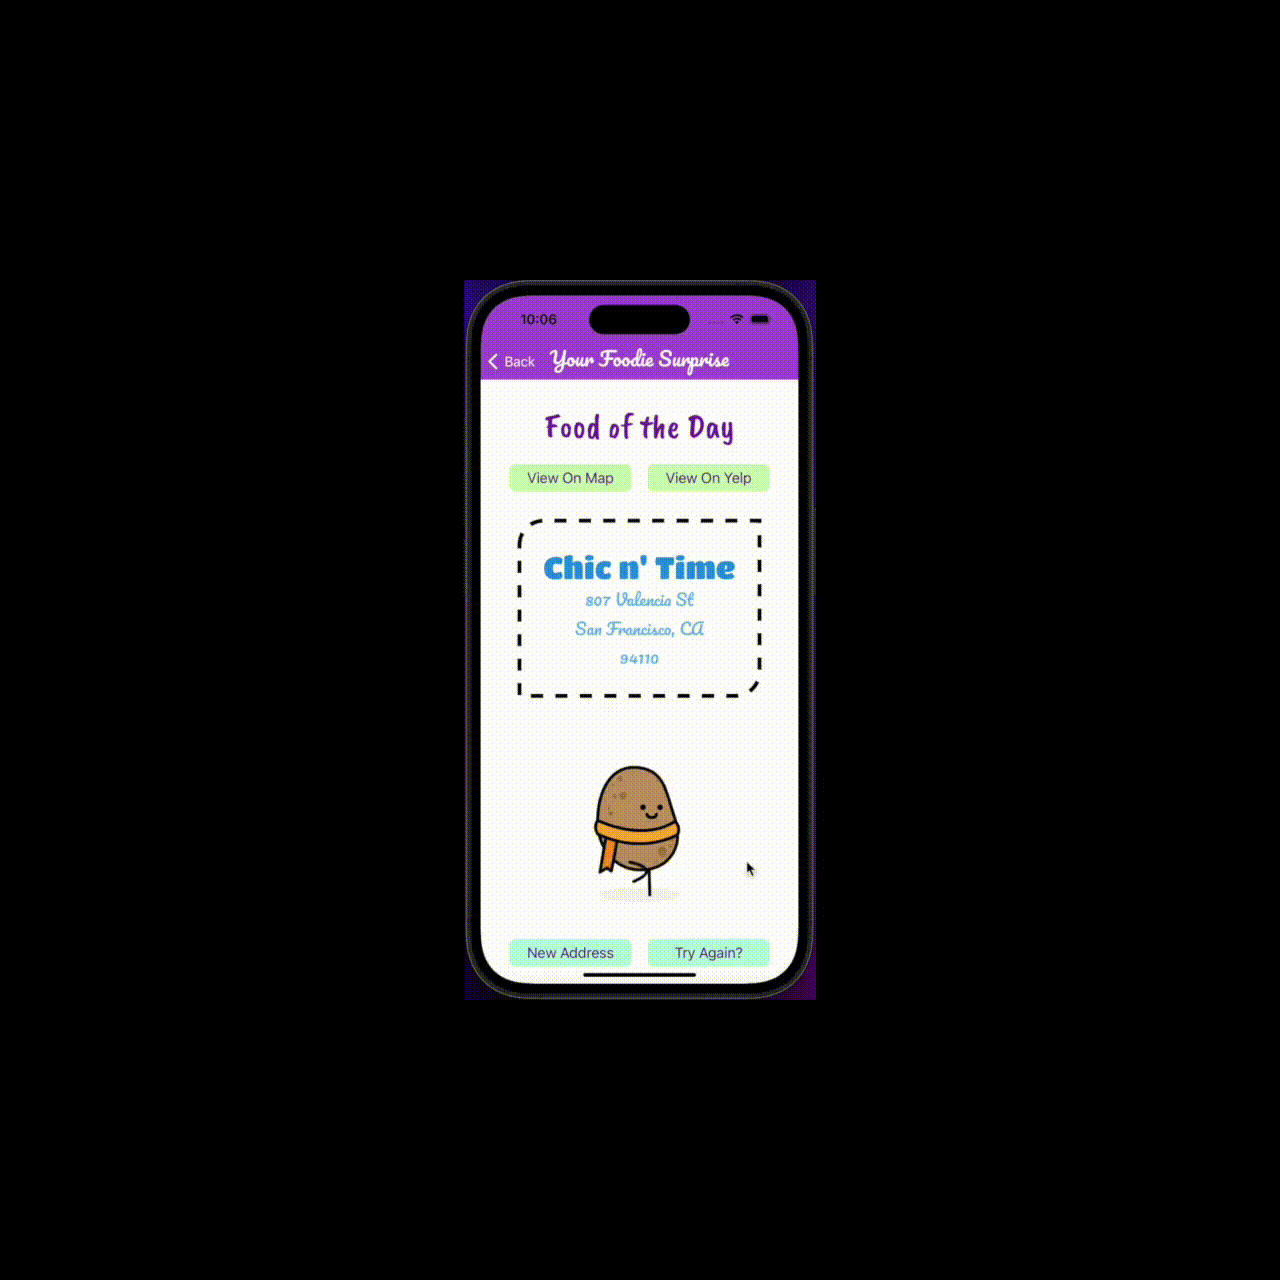 10:06
Back Your Foodie Surprise
Food of the Day
View On Map View On Yelp
Chic n' Time
807 Valencia St
San Francisco, CA
94110
New Address Try Again?